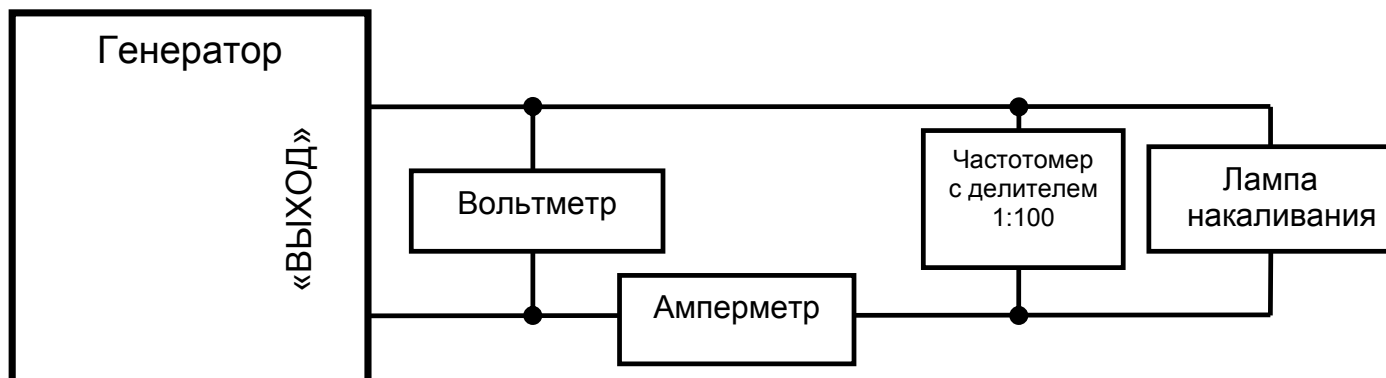 Генератор
«ВЫХОД»
Вольтметр
Амперметр
Частотомер
с делителем
1:100
Лампа
накаливания